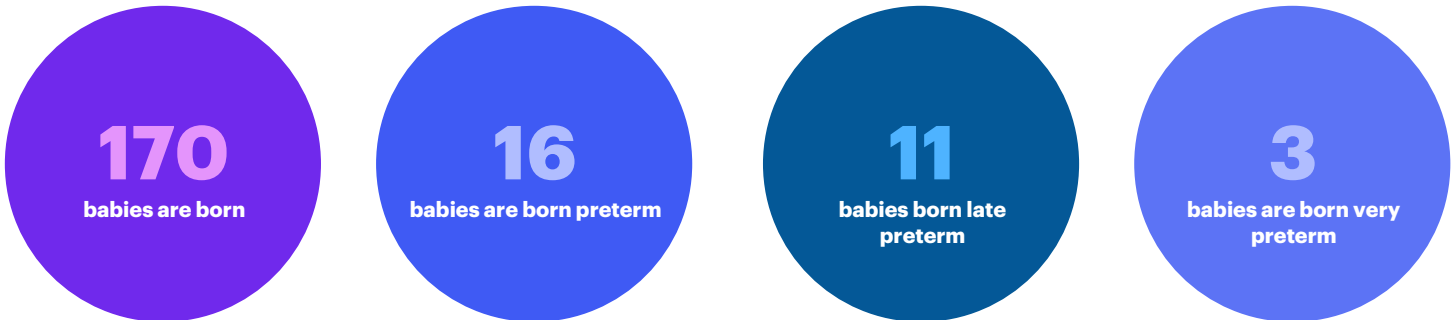 170
babies are born
16
babies are born preterm
11
babies born late
preterm
3
babies are born very
preterm